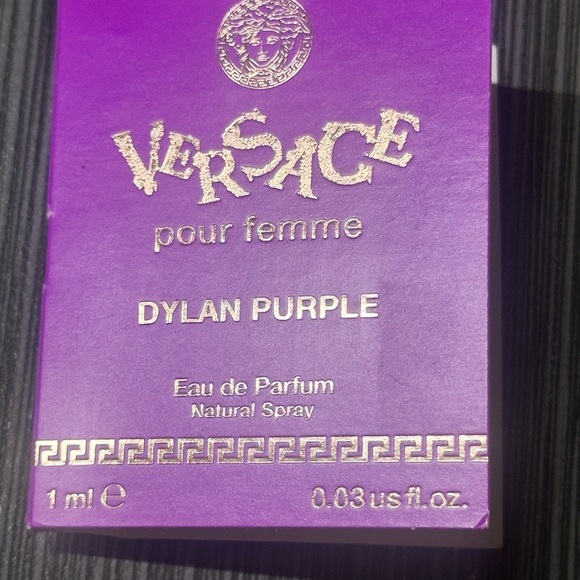 VERSACE
pour femme
DYLAN PURPLE
Eau de Parfum
Natural Spray
1 ml ℮ 0.03 us fl.oz.